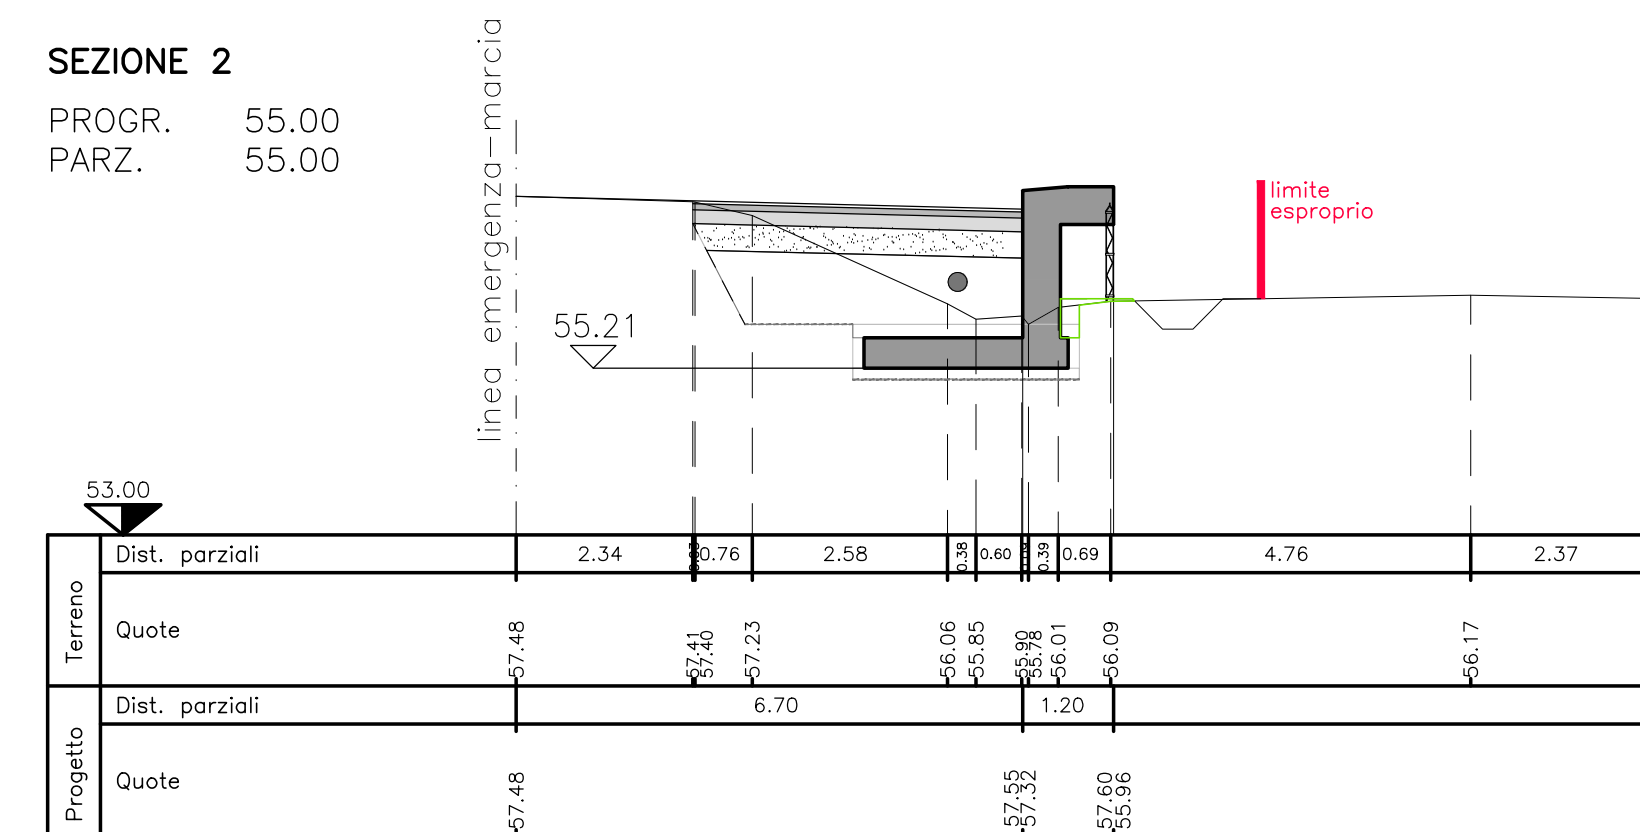 SEZIONE 2
PROGR. 55.00
PARZ. 55.00
linea emergenza-marcia
limite
esproprio
55.21
53.00
Terreno
Dist. parziali 2.34 0.76 2.58 0.38 0.60 0.09 0.39 0.69 4.76 2.37
Quote 57.48 57.41 57.40 57.23 56.06 55.85 55.90 55.78 56.01 56.09 56.17
Progetto
Dist. parziali 6.70 1.20
Quote 57.48 57.55 57.32 57.60 55.96